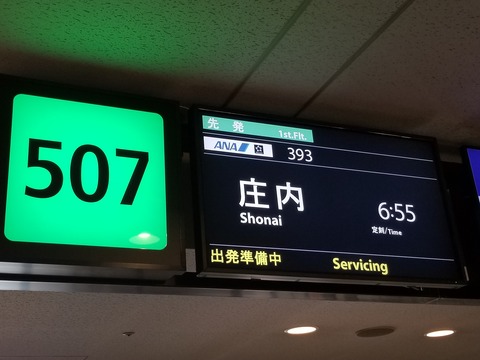 507
先発 1st.Flt.
ANA 393
庄内
Shonai
6:55
定刻/Time
出発準備中 Servicing